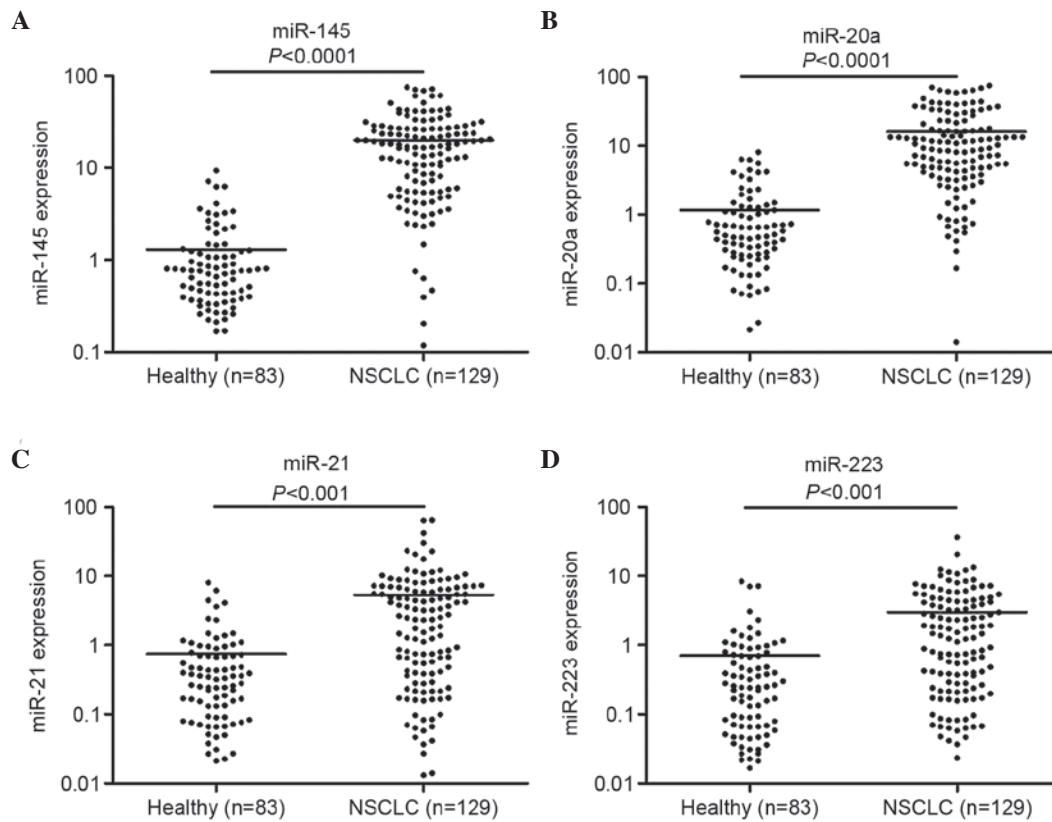 A
miR-145
P<0.0001
miR-145 expression
100
10
1
0.1
Healthy (n=83)
NSCLC (n=129)
B
miR-20a
P<0.0001
miR-20a expression
100
10
1
0.1
0.01
Healthy (n=83)
NSCLC (n=129)
C
miR-21
P<0.001
miR-21 expression
100
10
1
0.1
0.01
Healthy (n=83)
NSCLC (n=129)
D
miR-223
P<0.001
miR-223 expression
100
10
1
0.1
0.01
Healthy (n=83)
NSCLC (n=129)